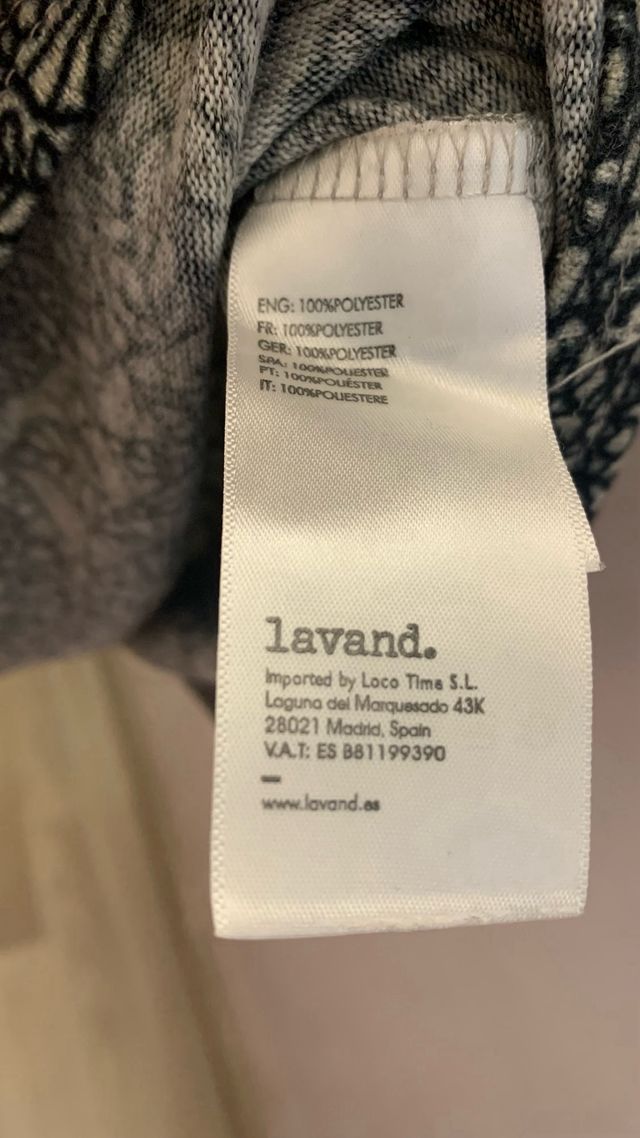 ENG: 100%POLYESTER
FR: 100%POLYESTER
GER: 100%POLYESTER
SPA: 100%POLIESTER
PT: 100%POLIÉSTER
IT: 100%POLIESTERE
lavand.
Imported by Loco Time S.L.
Laguna del Marquesado 43K
28021 Madrid, Spain
V.A.T: ES B81199390
www.lavand.es